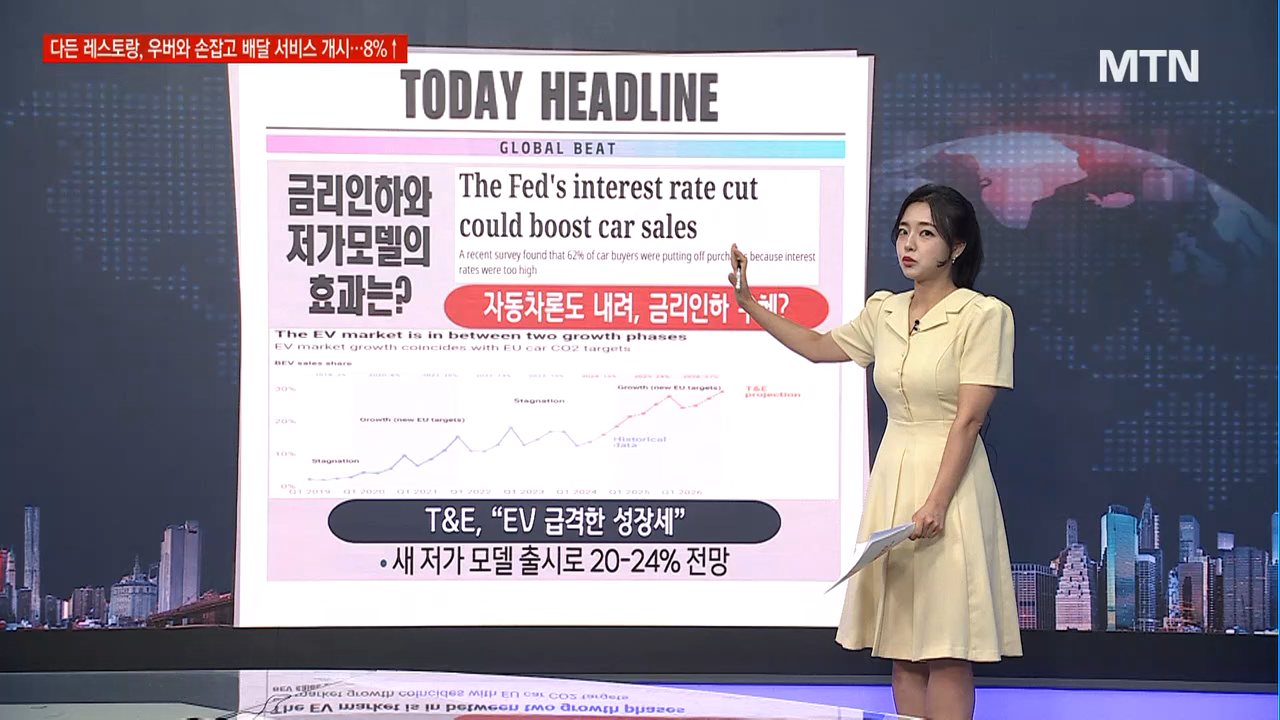 다든 레스토랑, 우버와 손잡고 배달 서비스 개시…8%↑
MTN
TODAY HEADLINE
GLOBAL BEAT
금리인하와
저가모델의
효과는?
The Fed's interest rate cut
could boost car sales
A recent survey found that 62% of car buyers were putting off because interest
rates were too high
자동차론도 내려, 금리인하
The EV market is in between two growth phases
EV market growth coincides with EU car CO2 targets
BEV sales share
30%
20%
10%
0%
Stagnation
Growth (new EU targets)
Stagnation
Growth (new EU targets)
T&E
projection
Historical
data
Q1 2019 Q1 2020 Q1 2021 Q1 2022 Q1 2023 Q1 2024 Q1 2025 Q1 2026
T&E, “EV 급격한 성장세”
•새 저가 모델 출시로 20-24% 전망